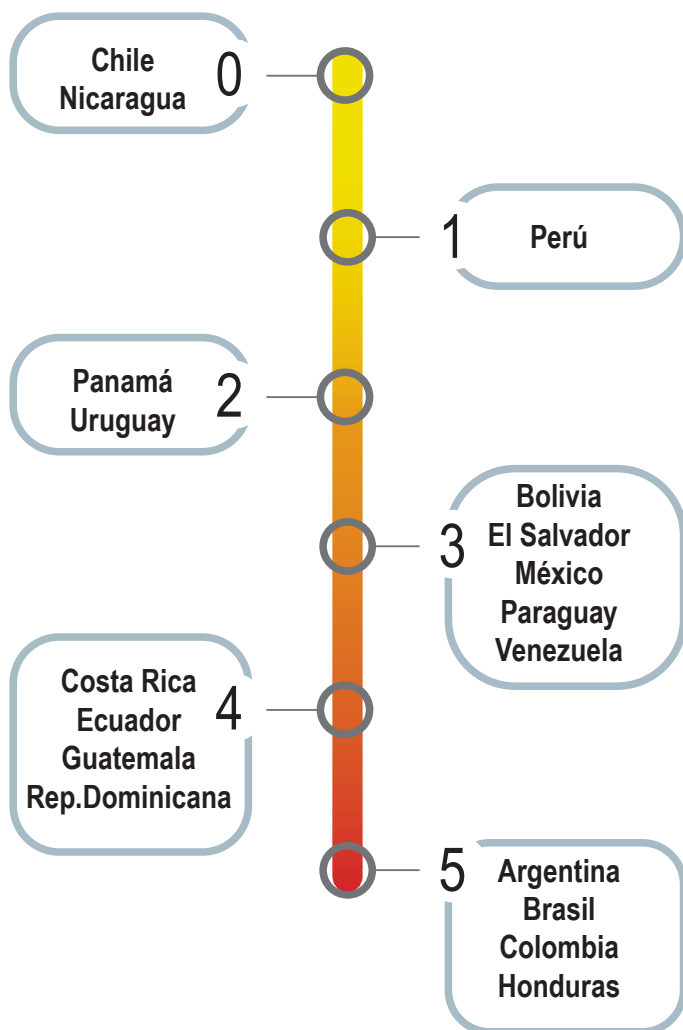 0
Chile
Nicaragua
1
Perú
2
Panamá
Uruguay
3
Bolivia
El Salvador
México
Paraguay
Venezuela
4
Costa Rica
Ecuador
Guatemala
Rep.Dominicana
5
Argentina
Brasil
Colombia
Honduras